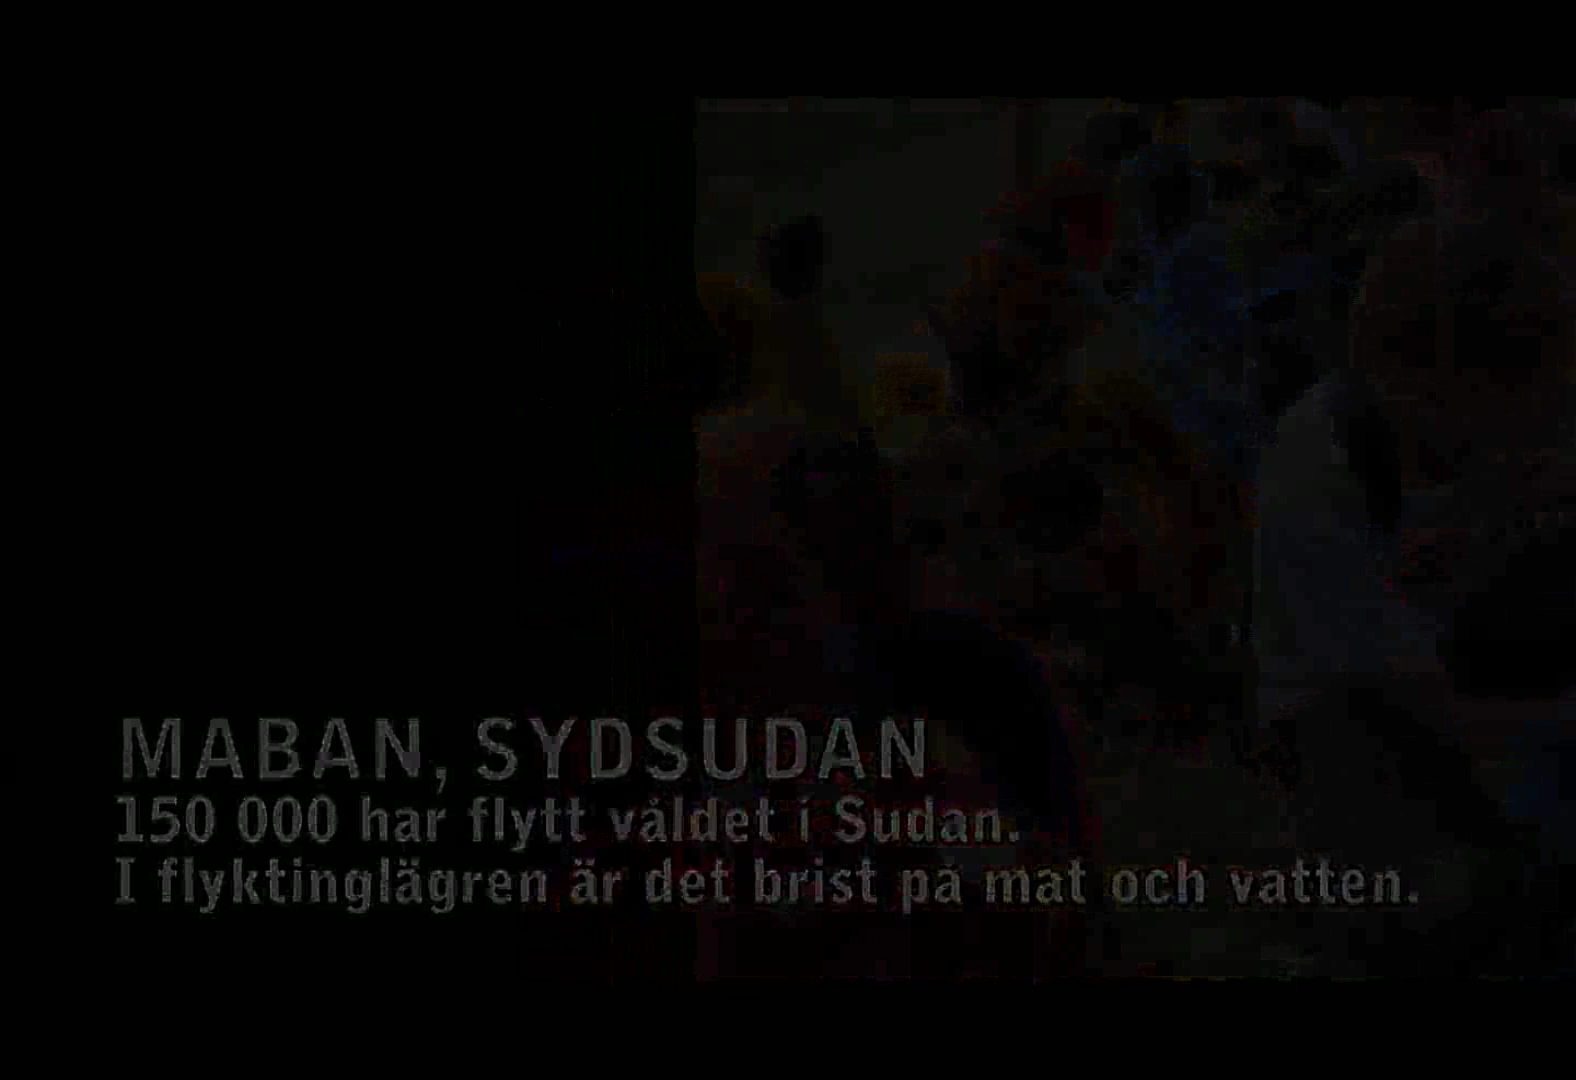 MABAN, SYDSUDAN
150 000 har flytt våldet i Sudan.
I flyktinglägren är det brist på mat och vatten.